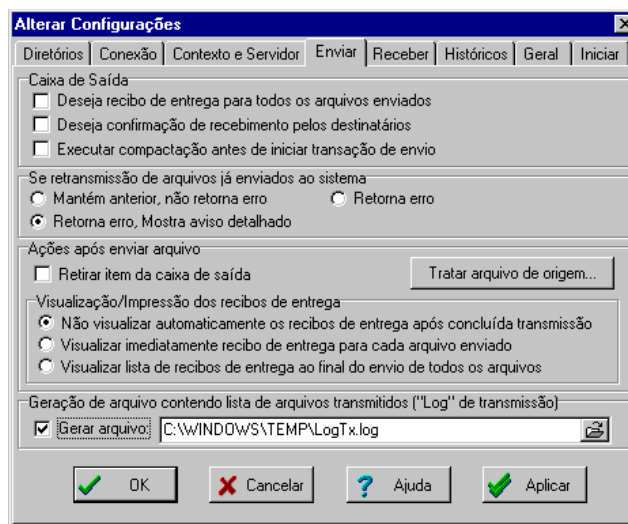 Alterar Configurações
Diretórios Conexão Contexto e Servidor Enviar Receber Históricos Geral Iniciar
Caixa de Saída
Deseja recibo de entrega para todos os arquivos enviados
Deseja confirmação de recebimento pelos destinatários
Executar compactação antes de iniciar transação de envio
Se retransmissão de arquivos já enviados ao sistema
Mantém anterior, não retorna erro Retorna erro
Retorna erro, Mostra aviso detalhado
Ações após enviar arquivo
Retirar item da caixa de saída Tratar arquivo de origem...
Visualização/Impressão dos recibos de entrega
Não visualizar automaticamente os recibos de entrega após concluída transmissão
Visualizar imediatamente recibo de entrega para cada arquivo enviado
Visualizar lista de recibos de entrega ao final do envio de todos os arquivos
Geração de arquivo contendo lista de arquivos transmitidos ("Log" de transmissão)
Gerar arquivo: C:\WINDOWS\TEMP\LogTx.log
OK Cancelar Ajuda Aplicar